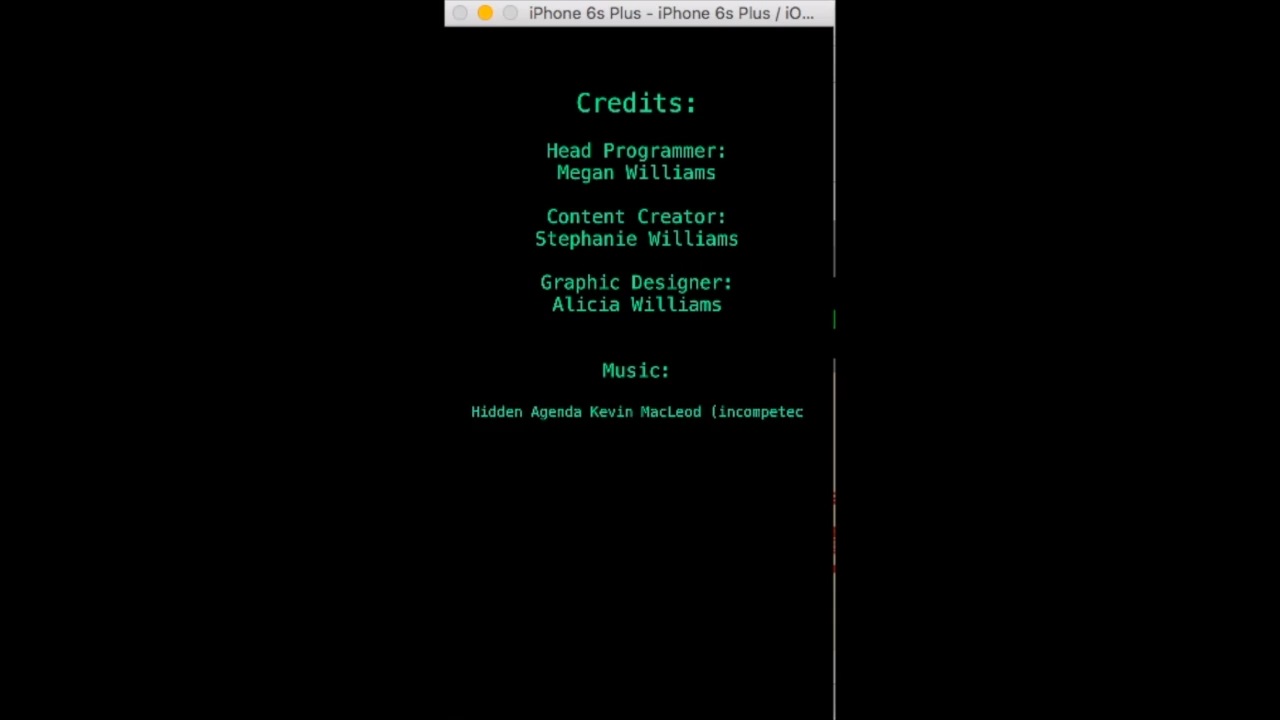 iPhone 6s Plus - iPhone 6s Plus / iO...
Credits:
Head Programmer:
Megan Williams
Content Creator:
Stephanie Williams
Graphic Designer:
Alicia Williams
Music:
Hidden Agenda Kevin MacLeod (incompetec